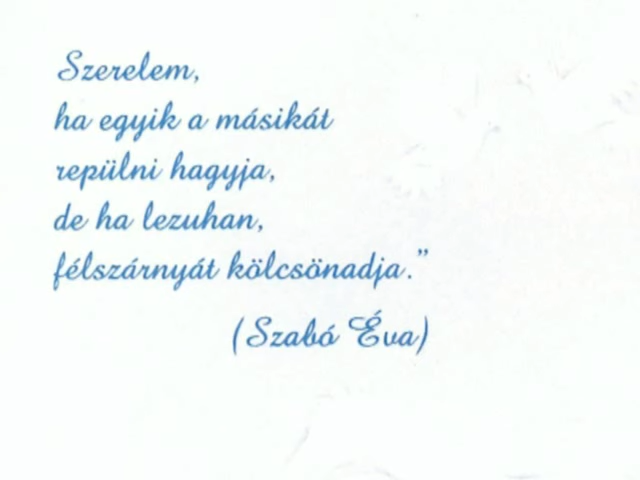 Szerelem,
ha egyik a másikát
repülni hagyja,
de ha lezuhan,
félszárnyát kölcsönadja.”
(Szabó Éva)